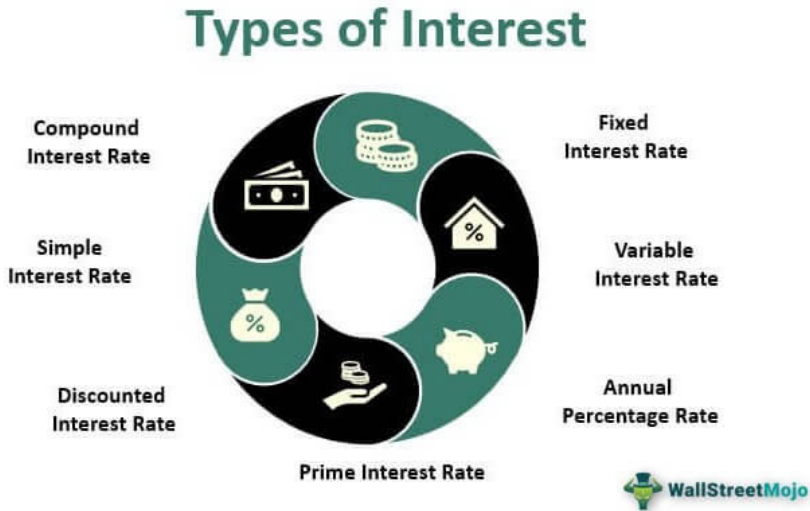 Types of Interest
Compound
Interest Rate
Fixed
Interest Rate
%
Simple
Interest Rate
Variable
Interest Rate
%
Discounted
Interest Rate
Annual
Percentage Rate
Prime Interest Rate
WallStreetMojo